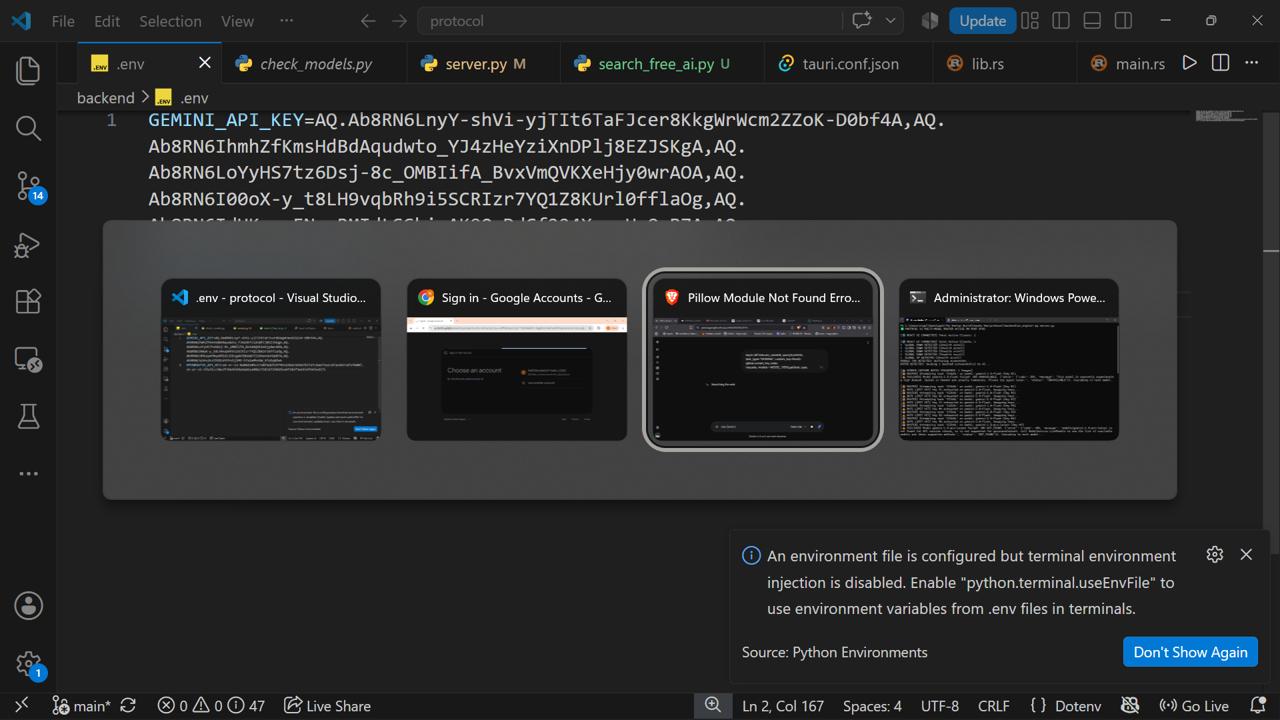 File Edit Selection View ··· protocol Update
.env check_models.py server.py M search_free_ai.py U tauri.conf.json lib.rs main.rs
backend > .env
1 GEMINI_API_KEY=AQ.Ab8RN6LnyY-shVi-yjTIt6TaFJcer8KkgWrWcm2ZZoK-D0bf4A,AQ.
Ab8RN6IhmhZfKmsHdBdAqudwto_YJ4zHeYziXnDPlj8EZJSKgA,AQ.
Ab8RN6LoYyHS7tz6Dsj-8c_OMBIifA_BvxVmQVKXeHjy0wrAOA,AQ.
Ab8RN6I00oX-y_t8LH9vqbRh9i5SCRIzr7YQ1Z8KUrl0fflaOg,AQ.
14
.env - protocol - Visual Studio...
Sign in - Google Accounts - G...
Pillow Module Not Found Erro...
Administrator: Windows Powe...
Choose an account
An environment file is configured but terminal environment
injection is disabled. Enable "python.terminal.useEnvFile" to
use environment variables from .env files in terminals.
Source: Python Environments Don't Show Again
1
main* 0 0 47 Live Share Ln 2, Col 167 Spaces: 4 UTF-8 CRLF { } Dotenv Go Live